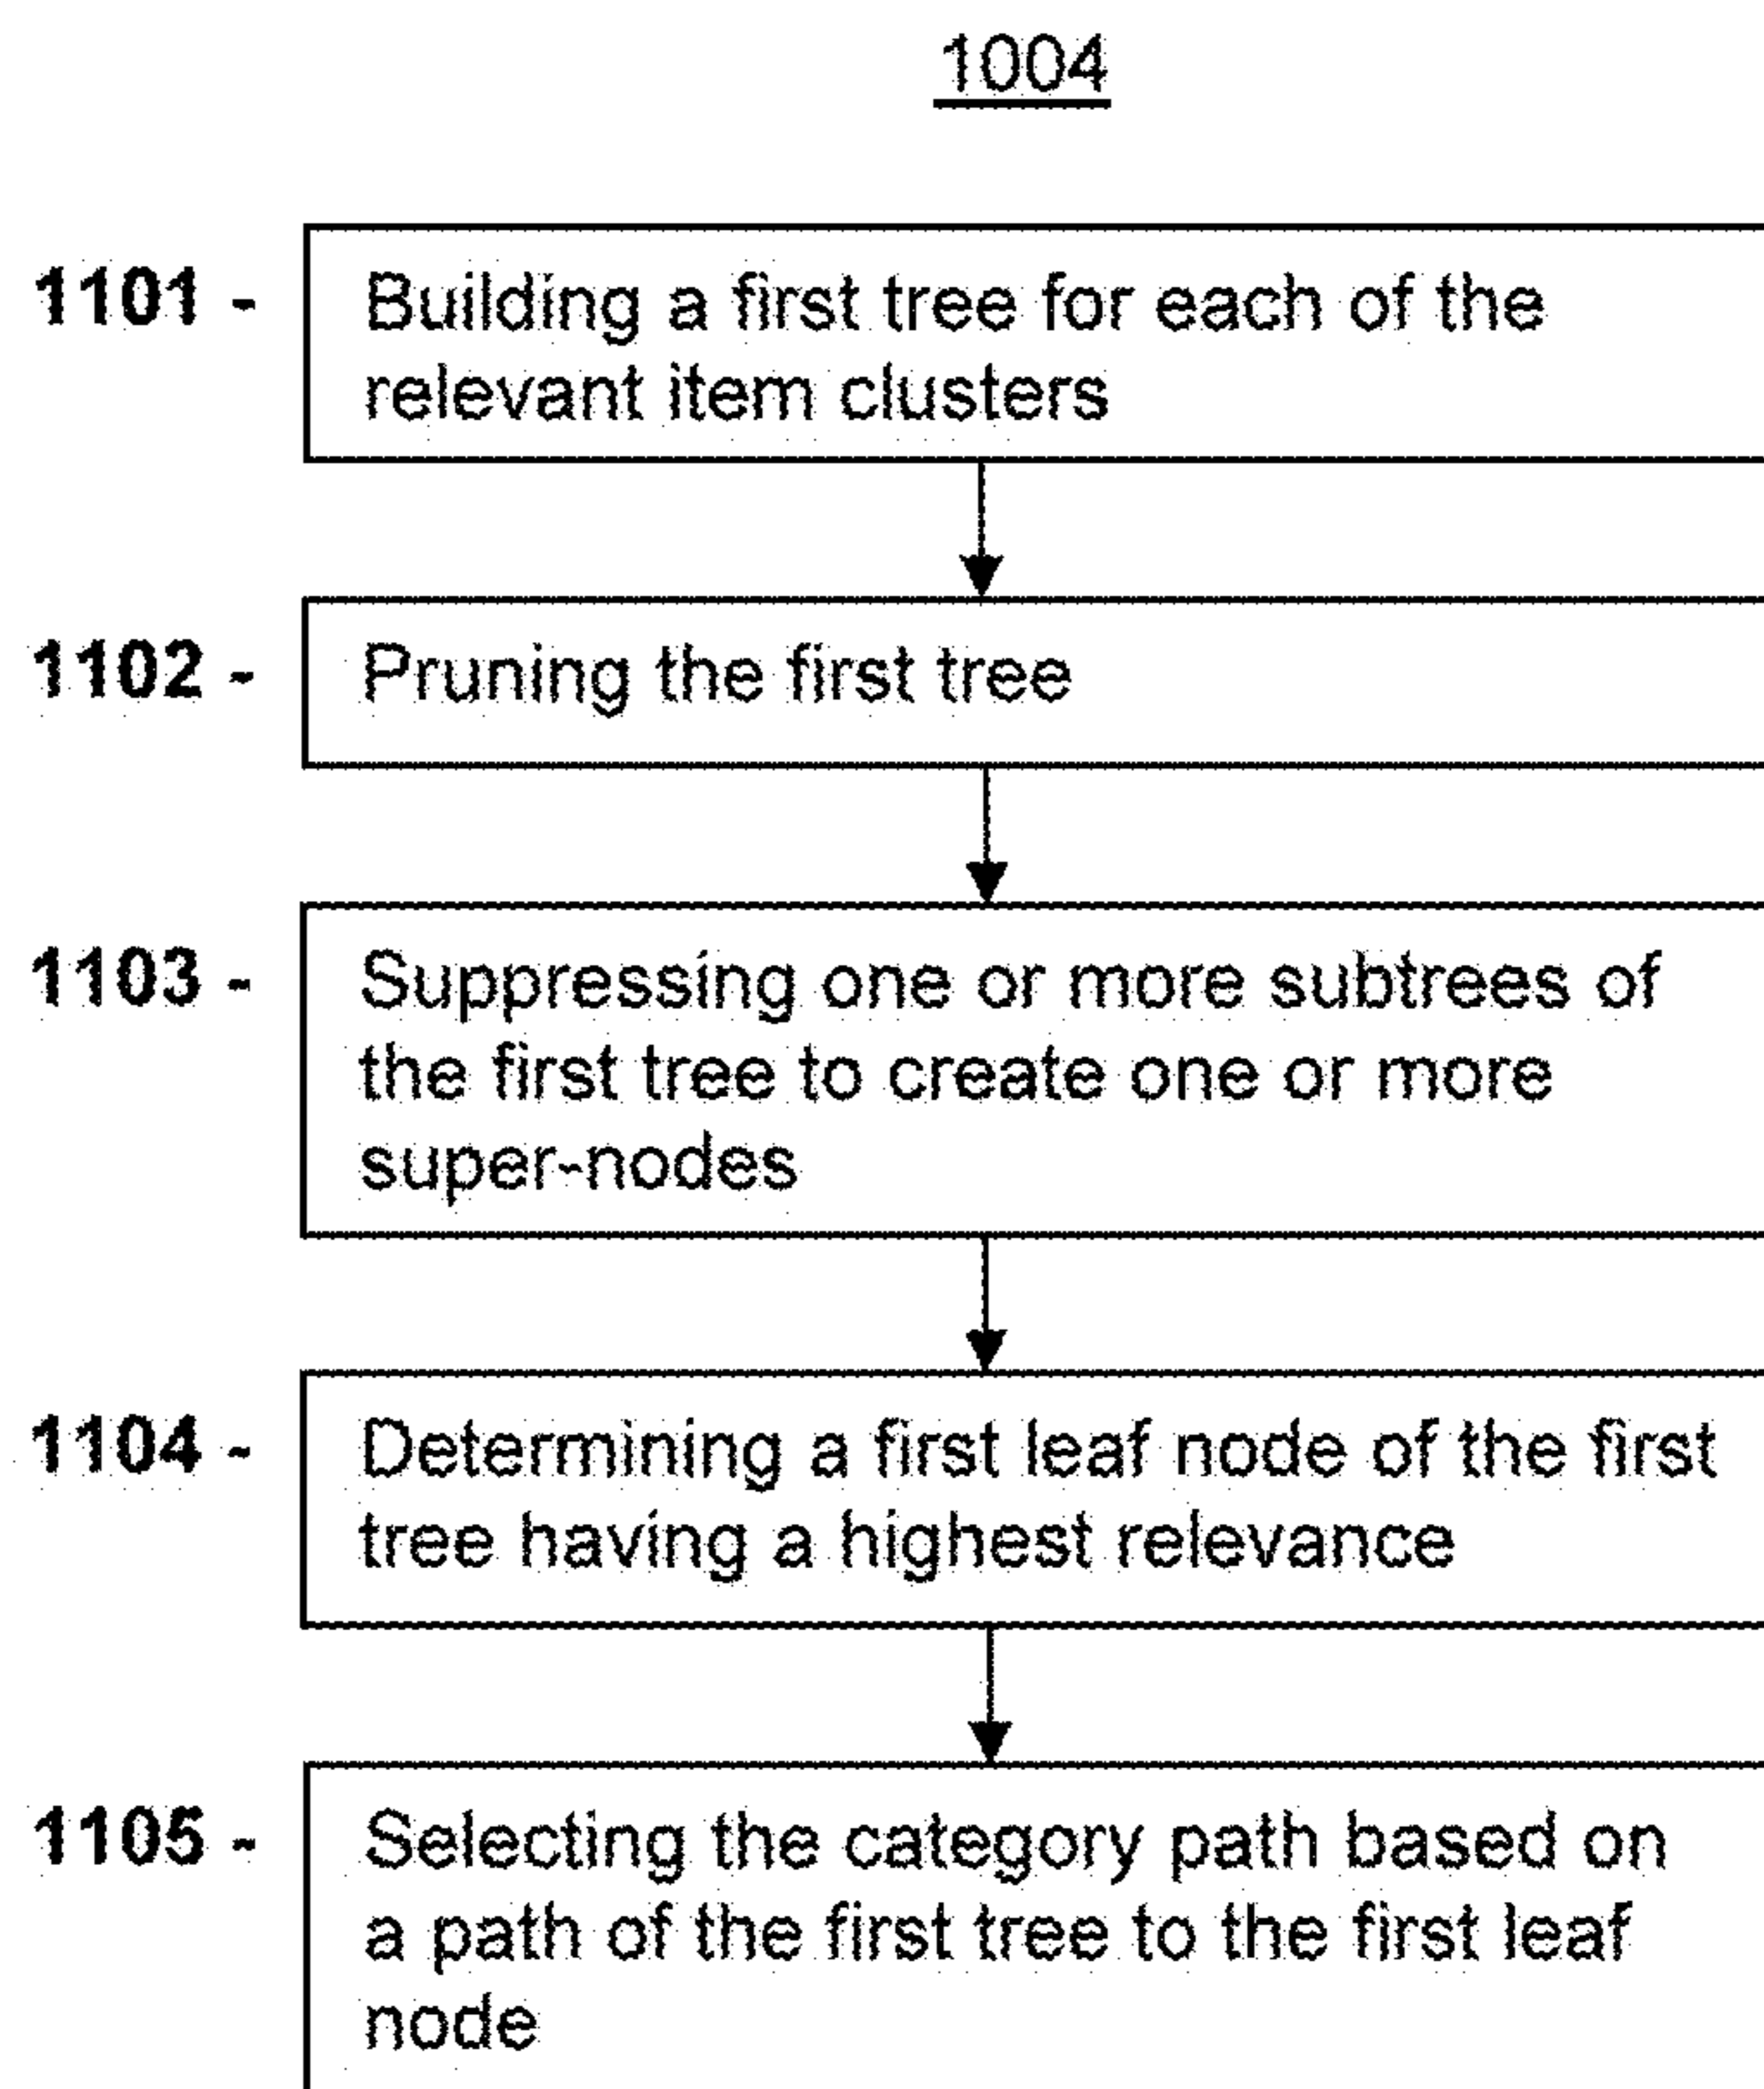 1004
1101 - Building a first tree for each of the
relevant item clusters
1102 - Pruning the first tree
1103 - Suppressing one or more subtrees of
the first tree to create one or more
super-nodes
1104 - Determining a first leaf node of the first
tree having a highest relevance
1105 - Selecting the category path based on
a path of the first tree to the first leaf
node